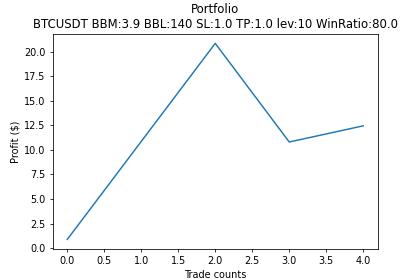 Portfolio
BTCUSDT BBM:3.9 BBL:140 SL:1.0 TP:1.0 lev:10 WinRatio:80.0
20.0
17.5
15.0
12.5
10.0
7.5
5.0
2.5
0.0
Profit ($)
0.0 0.5 1.0 1.5 2.0 2.5 3.0 3.5 4.0
Trade counts